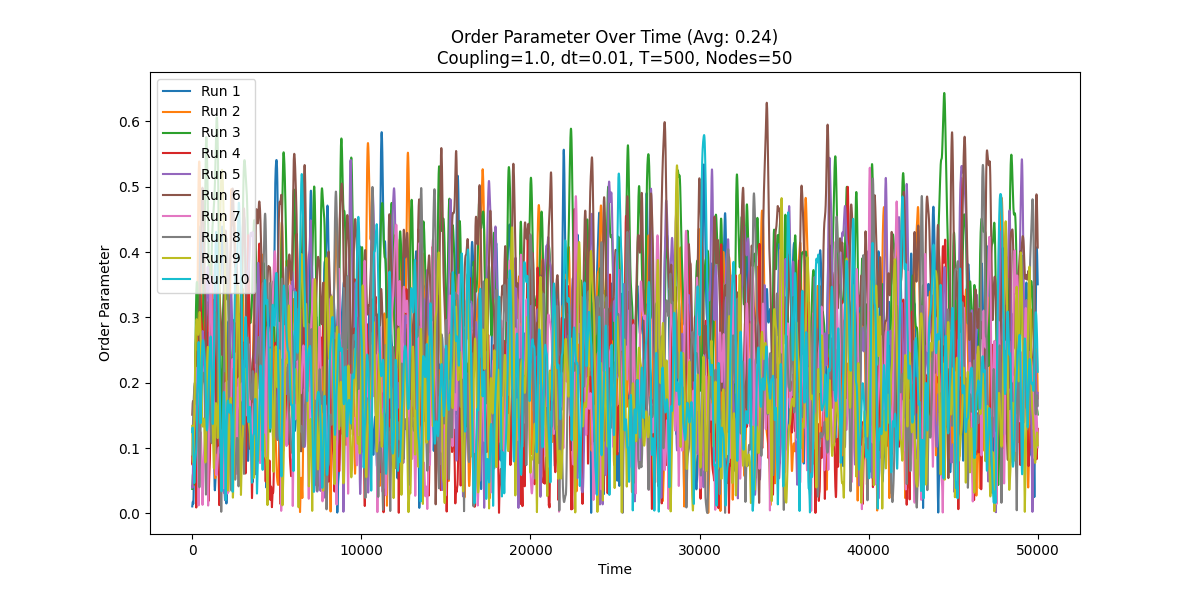 Order Parameter Over Time (Avg: 0.24)
Coupling=1.0, dt=0.01, T=500, Nodes=50
Run 1
Run 2
Run 3
Run 4
Run 5
Run 6
Run 7
Run 8
Run 9
Run 10
Order Parameter
0.6
0.5
0.4
0.3
0.2
0.1
0.0
0
10000
20000
30000
40000
50000
Time